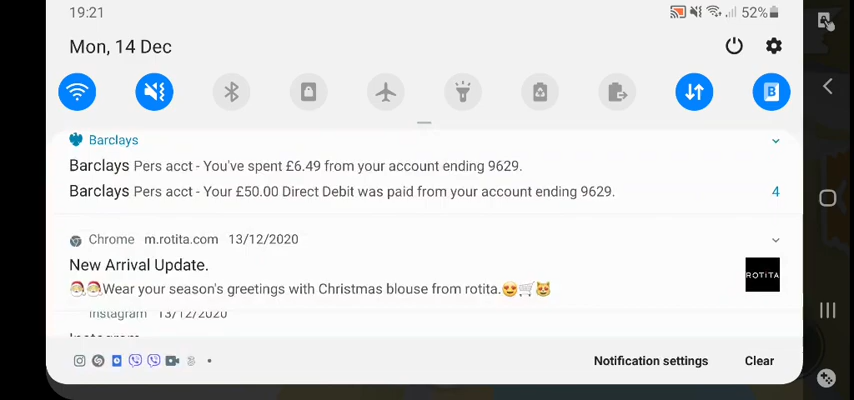 19:21
52%
Mon, 14 Dec
Barclays
Barclays Pers acct - You've spent £6.49 from your account ending 9629.
Barclays Pers acct - Your £50.00 Direct Debit was paid from your account ending 9629.
4
Chrome m.rotita.com 13/12/2020
New Arrival Update.
🎅🎅Wear your season's greetings with Christmas blouse from rotita.😍🛒😻
ROTITA
Instagram 13/12/2020
Instagram
Notification settings
Clear